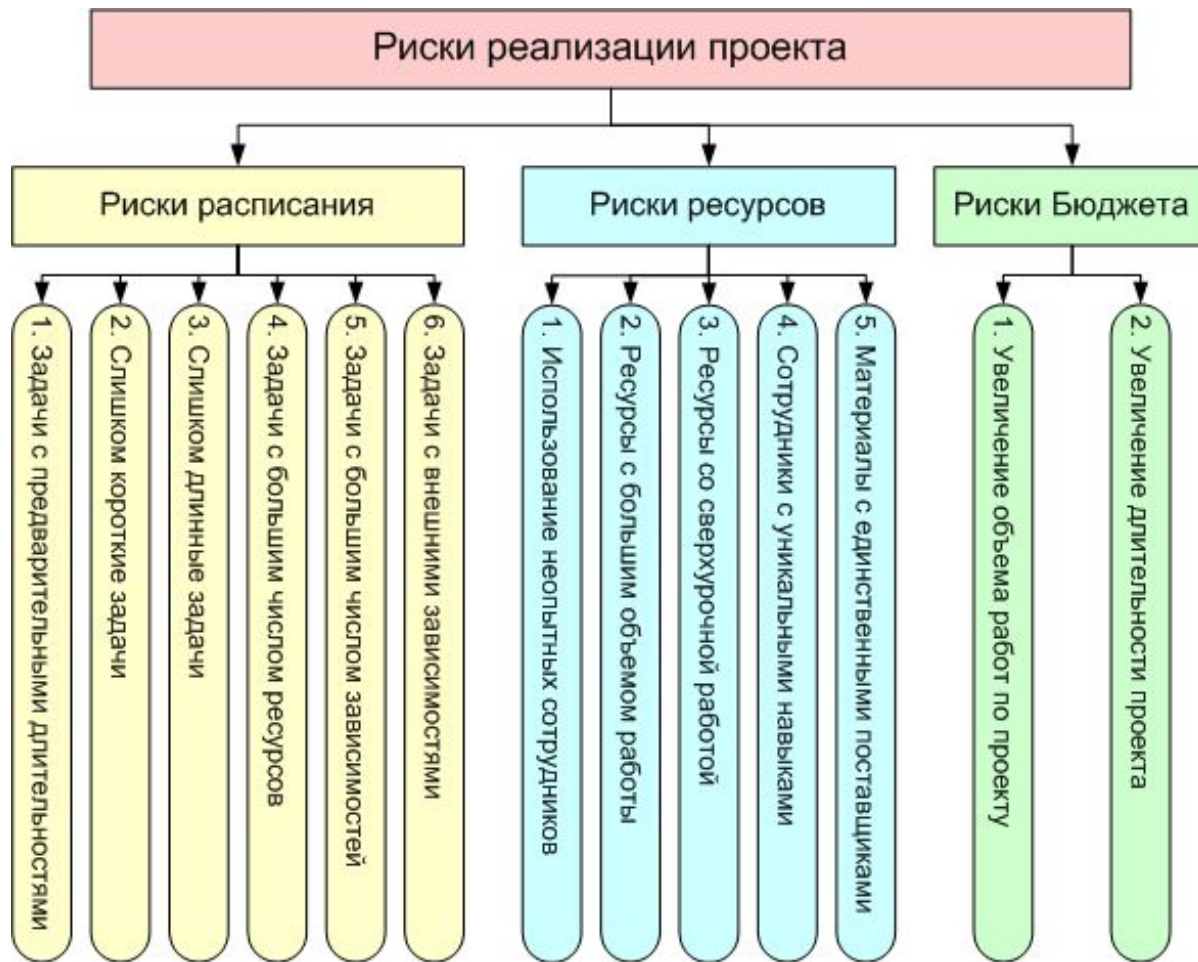 Риски реализации проекта
Риски расписания
Риски ресурсов
Риски Бюджета
1. Задачи с предварительными длительностями
2. Слишком короткие задачи
3. Слишком длинные задачи
4. Задачи с большим числом ресурсов
5. Задачи с большим числом зависимостей
6. Задачи с внешними зависимостями
1. Использование неопытных сотрудников
2. Ресурсы с большим объемом работы
3. Ресурсы со сверхурочной работой
4. Сотрудники с уникальными навыками
5. Материалы с единственными поставщиками
1. Увеличение объема работ по проекту
2. Увеличение длительности проекта